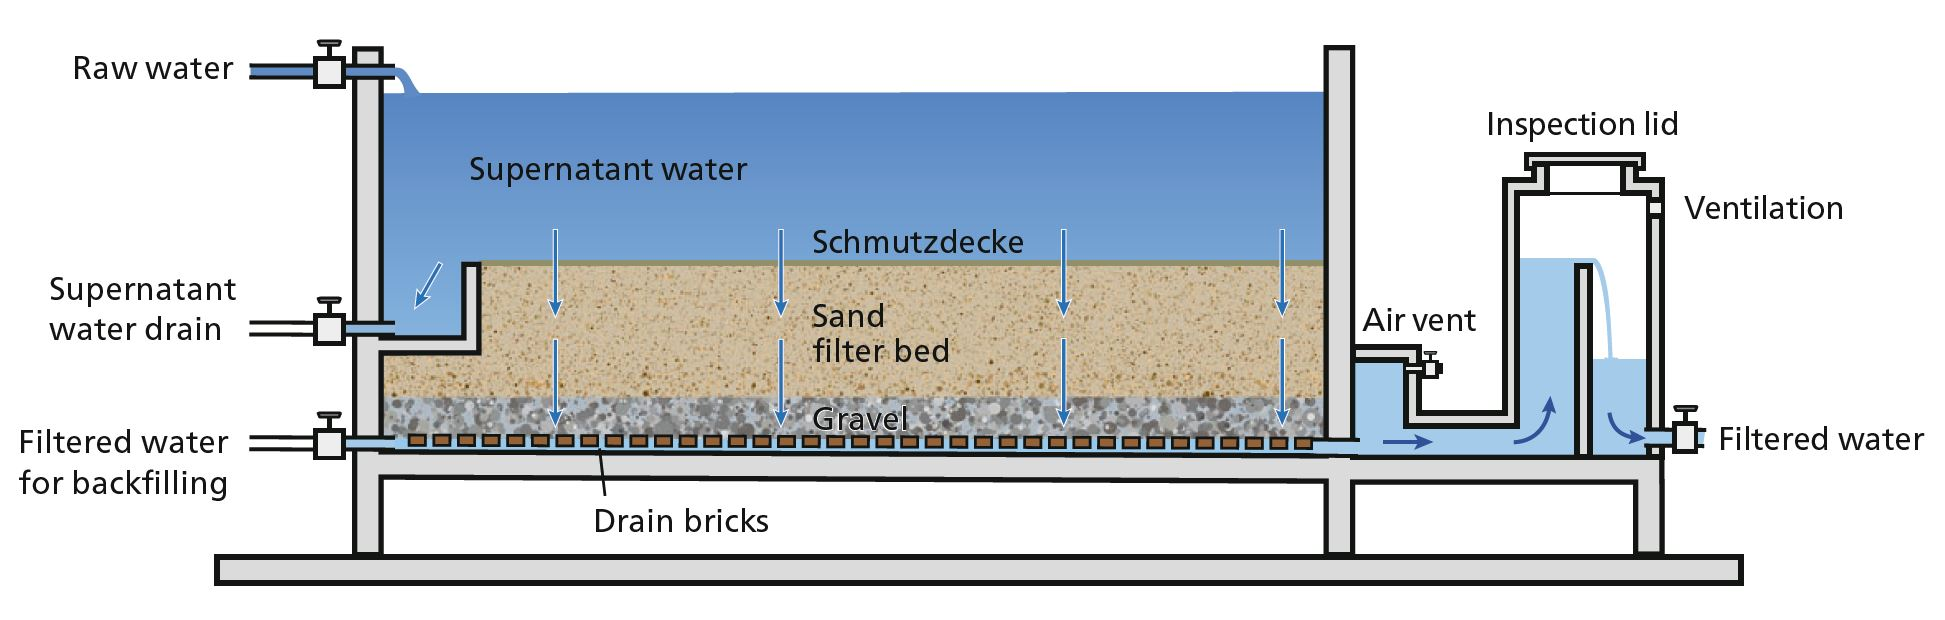 Raw water
Inspection lid
Supernatant water
Ventilation
Schmutzdecke
Supernatant
water drain
Sand
filter bed
Air vent
Gravel
Filtered water
for backfilling
Filtered water
Drain bricks